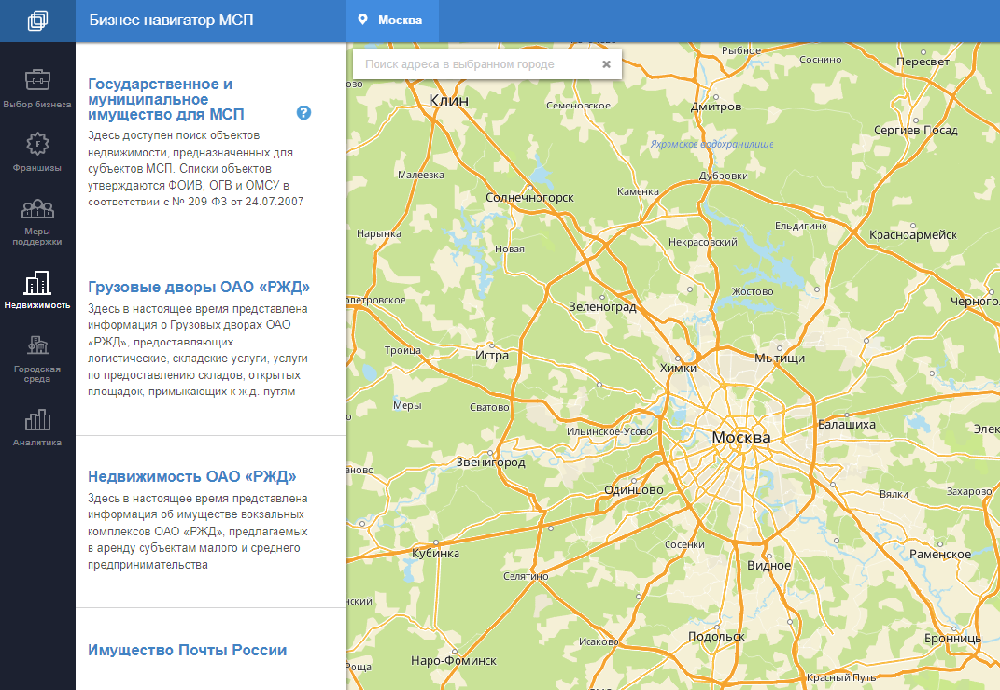 Бизнес-навигатор МСП
Москва
Выбор бизнеса
Франшизы
Меры
поддержки
Недвижимость
Городская
среда
Аналитика
Государственное и
муниципальное
имущество для МСП
?
Здесь доступен поиск объектов
недвижимости, предназначенных для
субъектов МСП. Списки объектов
утверждаются ФОИВ, ОГВ и ОМСУ в
соответствии с № 209-ФЗ от 24.07.2007
Грузовые дворы ОАО «РЖД»
Здесь в настоящее время представлена
информация о Грузовых дворах ОАО
«РЖД», предоставляющих
логистические, складские услуги, услуги
по предоставлению складов, открытых
площадок, примыкающих к ж.д. путям
Недвижимость ОАО «РЖД»
Здесь в настоящее время представлена
информация об имуществе вокзальных
комплексов ОАО «РЖД», предлагаемых
в аренду субъектам малого и среднего
предпринимательства
Имущество Почты России
Поиск адреса в выбранном городе
Рыбное
Соснино
Пересвет
Клин
Семеновское
Дмитров
Сергиев Посад
Яхромское водохранилище
Малеевка
Дубровки
Солнечногорск
Каменка
Нарынка
Ельдигино
Красноармейск
Новая
Некрасовский
Жостово
опетровское
Зеленоград
Черного
Троица
Истра
Химки
Мытищи
Меры
Сватово
Ильинское-Усово
Москва
Балашиха
Элек
Звенигород
аново
Одинцово
Вялки
Захарово
Кубинка
Сосенки
Раменское
Видное
Селятино
нский
Исаково
Подольск
Бронницы
Роща
Наро-Фоминск
Красный Путь